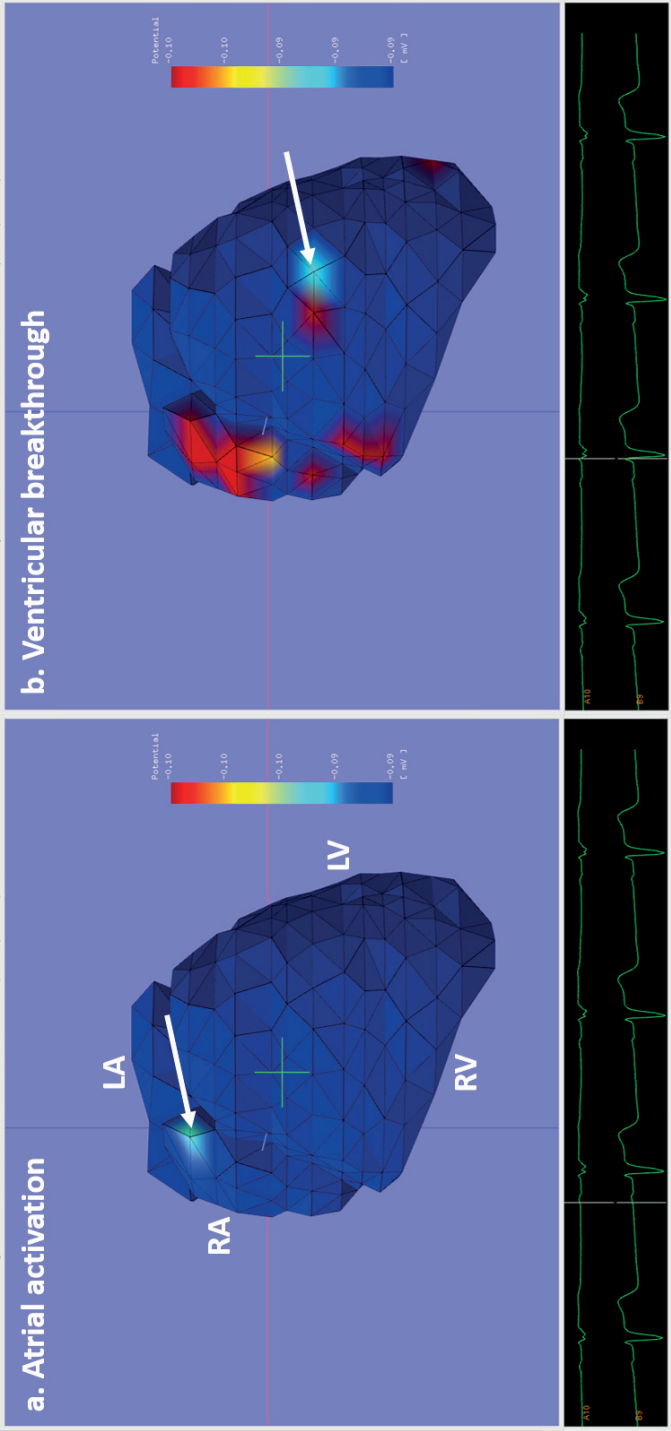 a. Atrial activation
LA
RA
LV
RV
Potential
-0.10
-0.10
-0.10
-0.09
-0.09
[ mV ]
A10
B9
b. Ventricular breakthrough
Potential
-0.10
-0.10
-0.09
-0.09
-0.09
[ mV ]
A10
B9